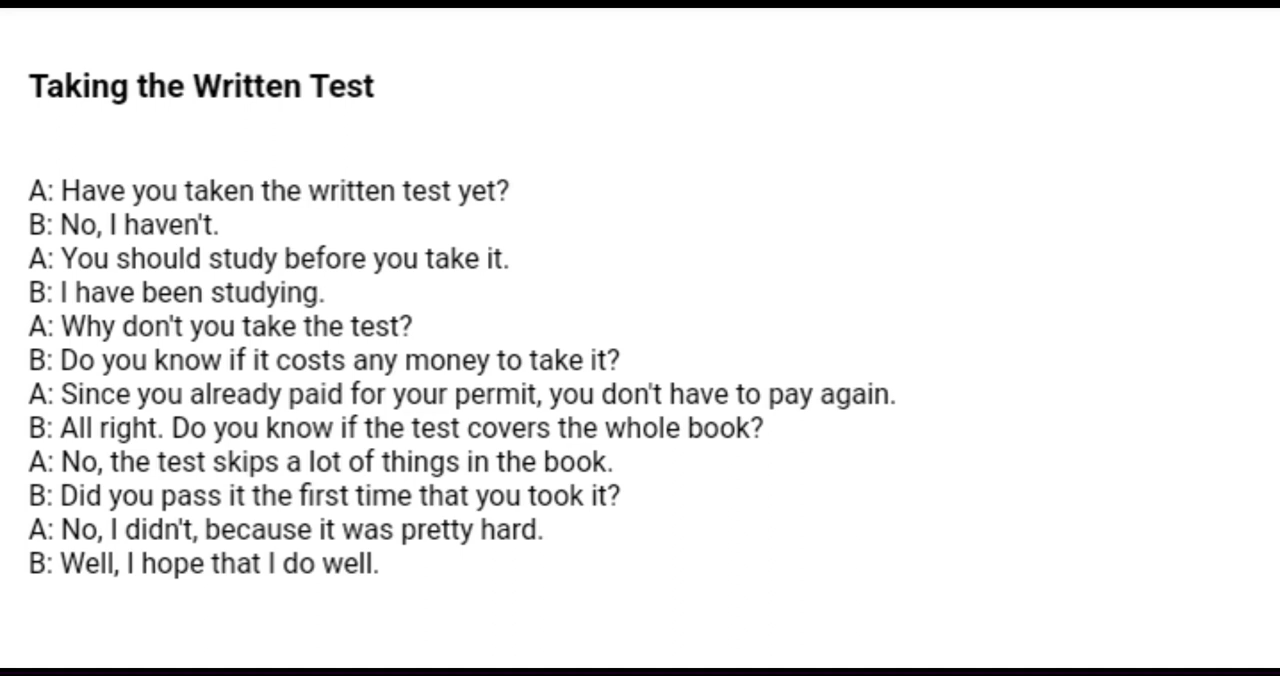 Taking the Written Test
A: Have you taken the written test yet?
B: No, I haven't.
A: You should study before you take it.
B: I have been studying.
A: Why don't you take the test?
B: Do you know if it costs any money to take it?
A: Since you already paid for your permit, you don't have to pay again.
B: All right. Do you know if the test covers the whole book?
A: No, the test skips a lot of things in the book.
B: Did you pass it the first time that you took it?
A: No, I didn't, because it was pretty hard.
B: Well, I hope that I do well.